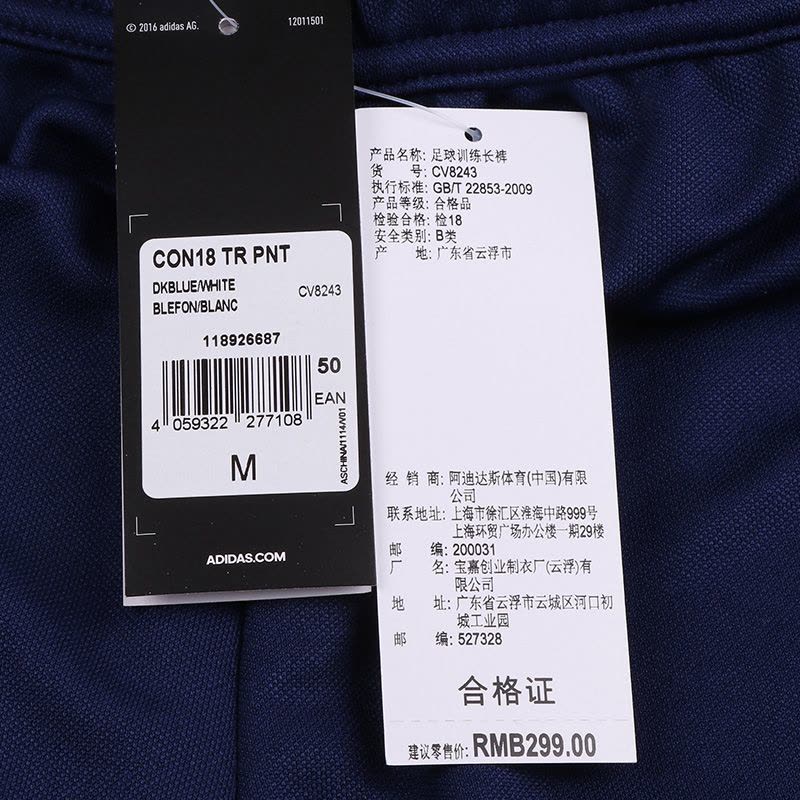 © 2016 adidas AG.
12011501
CON18 TR PNT
DKBLUE/WHITE
BLEFON/BLANC
CV8243
118926687
50
EAN
4 059322 277108
M
ASCHINA/1114/V01
ADIDAS.COM
产品名称: 足球训练长裤
货 号: CV8243
执行标准: GB/T 22853-2009
产品等级: 合格品
检验合格: 检18
安全类别: B类
产 地: 广东省云浮市
经 销 商: 阿迪达斯体育(中国)有限
公司
联系地址: 上海市徐汇区淮海中路999号
上海环贸广场办公楼一期29楼
邮 编: 200031
厂 名: 宝嘉创业制衣厂(云浮)有
限公司
地 址: 广东省云浮市云城区河口初
城工业园
邮 编: 527328
合格证
建议零售价: RMB299.00